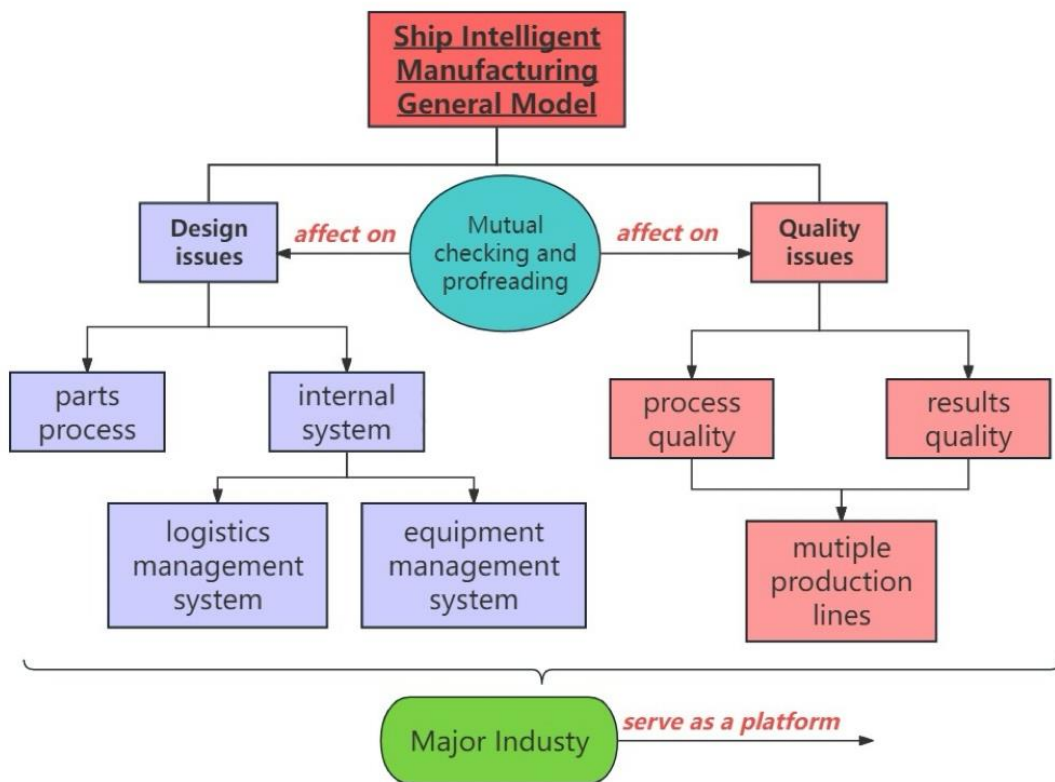 Ship Intelligent
Manufacturing
General Model
Design
issues
affect on
Mutual
checking and
profreading
affect on
Quality
issues
parts
process
internal
system
process
quality
results
quality
logistics
management
system
equipment
management
system
mutiple
production
lines
Major Industy
serve as a platform